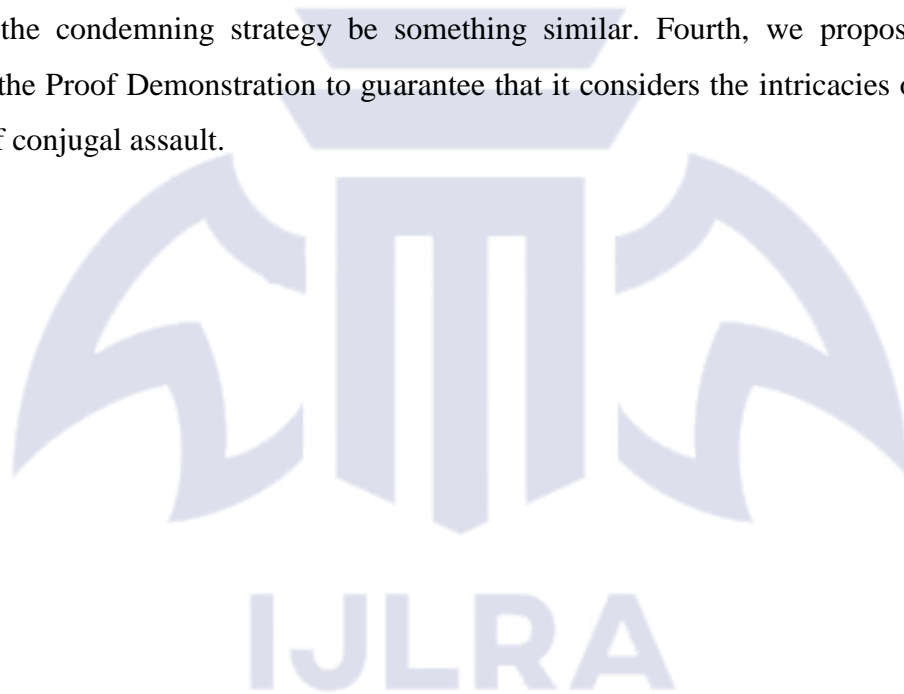 the condemning strategy be something similar. Fourth, we propos
the Proof Demonstration to guarantee that it considers the intricacies
f conjugal assault.
IJLRA